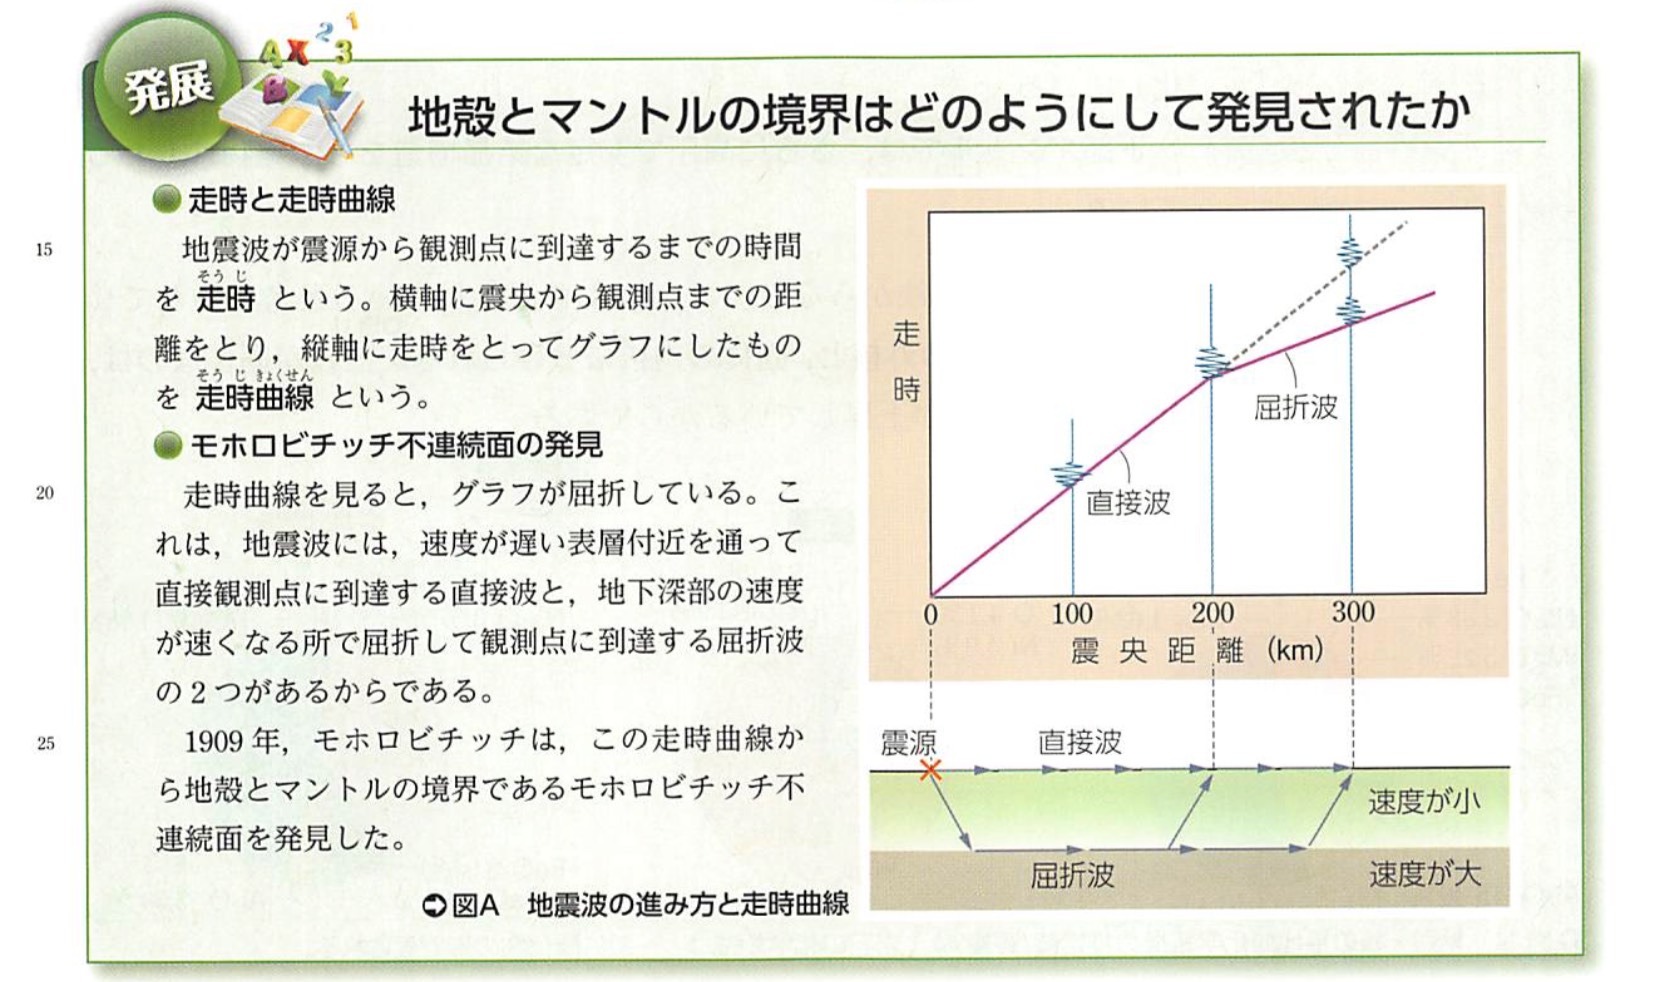 発展
地殻とマントルの境界はどのようにして発見されたか
走時と走時曲線
地震波が震源から観測点に到達するまでの時間
を 走時 という。横軸に震央から観測点までの距
そう じ
離をとり，縦軸に走時をとってグラフにしたもの
を 走時曲線 という。
そう じ きょくせん
モホロビチッチ不連続面の発見
走時曲線を見ると，グラフが屈折している。こ
れは，地震波には，速度が遅い表層付近を通って
直接観測点に到達する直接波と，地下深部の速度
が速くなる所で屈折して観測点に到達する屈折波
の2つがあるからである。
1909年，モホロビチッチは，この走時曲線か
ら地殻とマントルの境界であるモホロビチッチ不
連続面を発見した。
図A 地震波の進み方と走時曲線
15
20
25
走時
屈折波
直接波
0 100 200 300
震央距離 (km)
震源
直接波
速度が小
屈折波
速度が大
A X 2 1
3
B Y